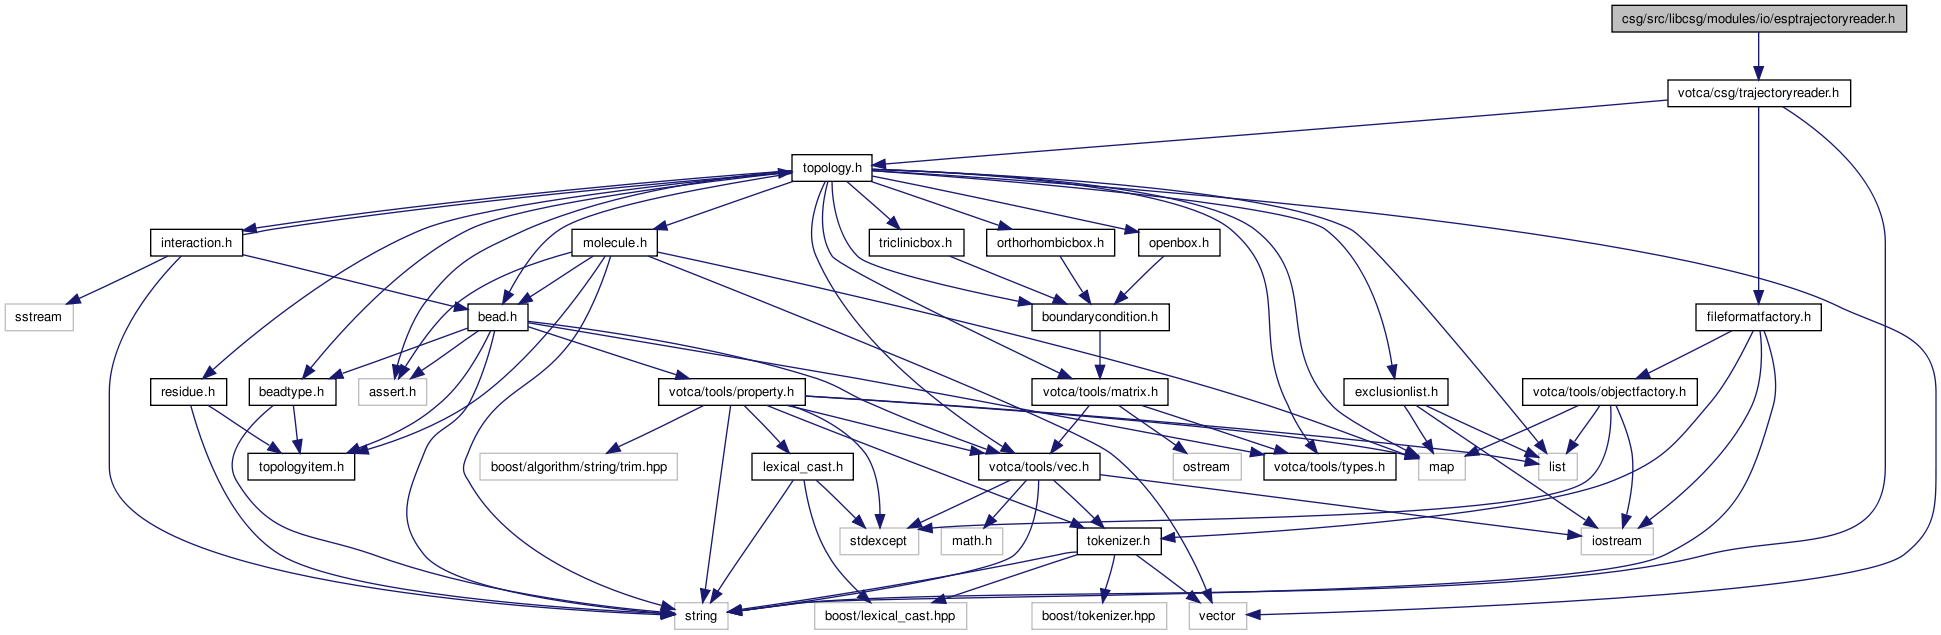 csg/src/libcsg/modules/io/esptrajectoryreader.h
votca/csg/trajectoryreader.h
topology.h
interaction.h
molecule.h
triclinicbox.h
orthorhombicbox.h
openbox.h
sstream
bead.h
boundarycondition.h
fileformatfactory.h
residue.h
beadtype.h
assert.h
votca/tools/property.h
votca/tools/matrix.h
exclusionlist.h
votca/tools/objectfactory.h
topologyitem.h
boost/algorithm/string/trim.hpp
lexical_cast.h
votca/tools/vec.h
ostream
votca/tools/types.h
map
list
stdexcept
math.h
tokenizer.h
iostream
string
boost/lexical_cast.hpp
boost/tokenizer.hpp
vector